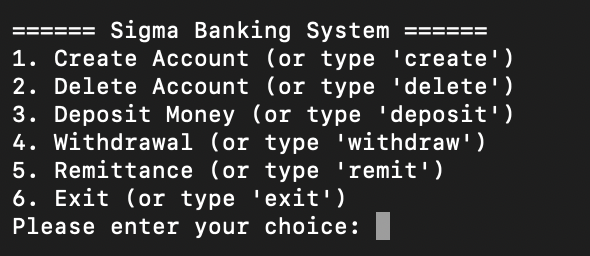 ====== Sigma Banking System ======
1. Create Account (or type 'create')
2. Delete Account (or type 'delete')
3. Deposit Money (or type 'deposit')
4. Withdrawal (or type 'withdraw')
5. Remittance (or type 'remit')
6. Exit (or type 'exit')
Please enter your choice: